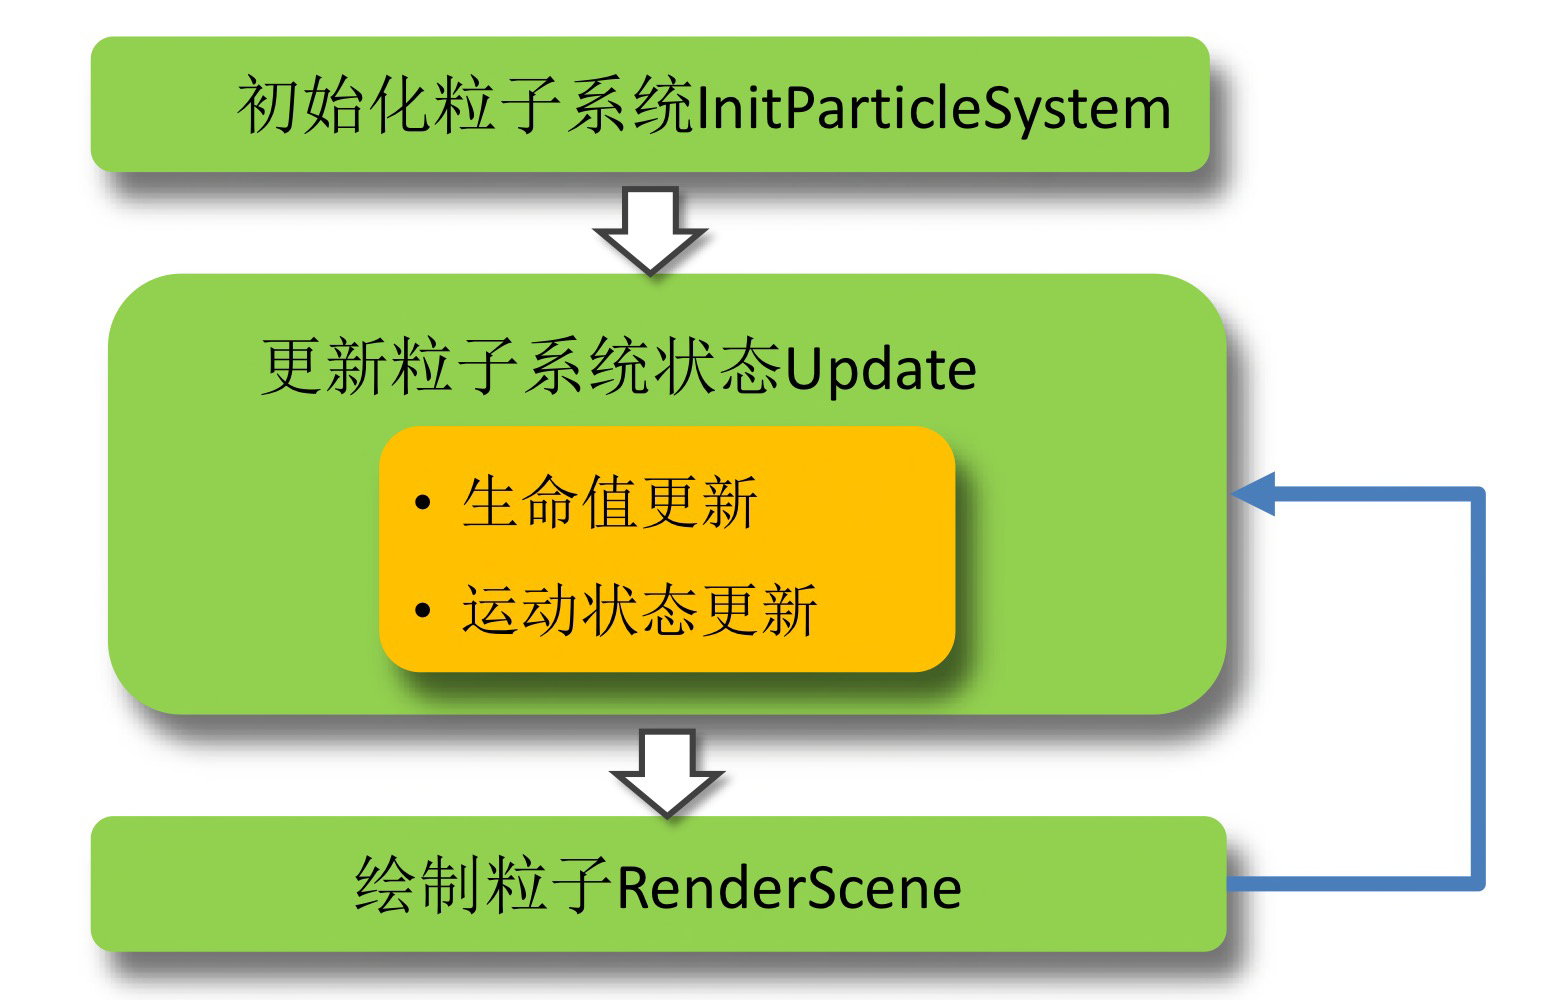 初始化粒子系统InitParticleSystem
更新粒子系统状态Update
• 生命值更新
• 运动状态更新
绘制粒子RenderScene